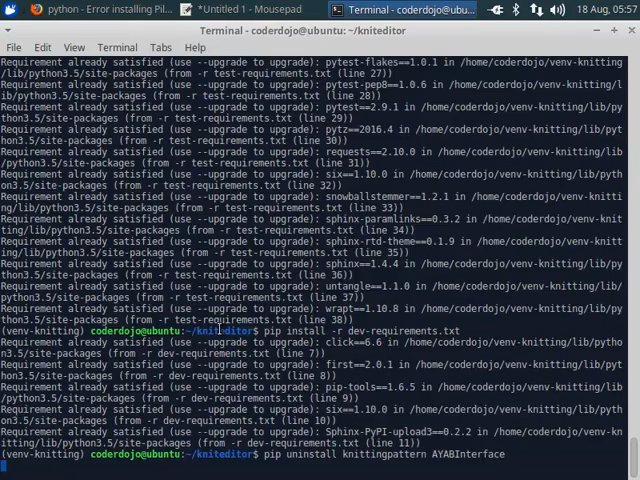 python - Error installing Pil... *Untitled 1 - Mousepad Terminal - coderdojo@ubu... 18 Aug, 05:57
Terminal - coderdojo@ubuntu: ~/kniteditor
File Edit View Terminal Tabs Help
Requirement already satisfied (use --upgrade to upgrade): pytest-flakes==1.0.1 in /home/coderdojo/venv-knitting
/lib/python3.5/site-packages (from -r test-requirements.txt (line 27))
Requirement already satisfied (use --upgrade to upgrade): pytest-pep8==1.0.6 in /home/coderdojo/venv-knitting/l
ib/python3.5/site-packages (from -r test-requirements.txt (line 28))
Requirement already satisfied (use --upgrade to upgrade): pytest==2.9.1 in /home/coderdojo/venv-knitting/lib/py
thon3.5/site-packages (from -r test-requirements.txt (line 29))
Requirement already satisfied (use --upgrade to upgrade): pytz==2016.4 in /home/coderdojo/venv-knitting/lib/pyt
hon3.5/site-packages (from -r test-requirements.txt (line 30))
Requirement already satisfied (use --upgrade to upgrade): requests==2.10.0 in /home/coderdojo/venv-knitting/lib
/python3.5/site-packages (from -r test-requirements.txt (line 31))
Requirement already satisfied (use --upgrade to upgrade): six==1.10.0 in /home/coderdojo/venv-knitting/lib/pyth
on3.5/site-packages (from -r test-requirements.txt (line 32))
Requirement already satisfied (use --upgrade to upgrade): snowballstemmer==1.2.1 in /home/coderdojo/venv-knitti
ng/lib/python3.5/site-packages (from -r test-requirements.txt (line 33))
Requirement already satisfied (use --upgrade to upgrade): sphinx-paramlinks==0.3.2 in /home/coderdojo/venv-knit
ting/lib/python3.5/site-packages (from -r test-requirements.txt (line 34))
Requirement already satisfied (use --upgrade to upgrade): sphinx-rtd-theme==0.1.9 in /home/coderdojo/venv-knitt
ing/lib/python3.5/site-packages (from -r test-requirements.txt (line 35))
Requirement already satisfied (use --upgrade to upgrade): sphinx==1.4.4 in /home/coderdojo/venv-knitting/lib/py
thon3.5/site-packages (from -r test-requirements.txt (line 36))
Requirement already satisfied (use --upgrade to upgrade): untangle==1.1.0 in /home/coderdojo/venv-knitting/lib/
python3.5/site-packages (from -r test-requirements.txt (line 37))
Requirement already satisfied (use --upgrade to upgrade): wrapt==1.10.8 in /home/coderdojo/venv-knitting/lib/py
thon3.5/site-packages (from -r test-requirements.txt (line 38))
(venv-knitting) coderdojo@ubuntu:~/kniteditor$ pip install -r dev-requirements.txt
Requirement already satisfied (use --upgrade to upgrade): click==6.6 in /home/coderdojo/venv-knitting/lib/pytho
n3.5/site-packages (from -r dev-requirements.txt (line 7))
Requirement already satisfied (use --upgrade to upgrade): first==2.0.1 in /home/coderdojo/venv-knitting/lib/pyt
hon3.5/site-packages (from -r dev-requirements.txt (line 8))
Requirement already satisfied (use --upgrade to upgrade): pip-tools==1.6.5 in /home/coderdojo/venv-knitting/lib
/python3.5/site-packages (from -r dev-requirements.txt (line 9))
Requirement already satisfied (use --upgrade to upgrade): six==1.10.0 in /home/coderdojo/venv-knitting/lib/pyth
on3.5/site-packages (from -r dev-requirements.txt (line 10))
Requirement already satisfied (use --upgrade to upgrade): Sphinx-PyPI-upload3==0.2.2 in /home/coderdojo/venv-kn
itting/lib/python3.5/site-packages (from -r dev-requirements.txt (line 11))
(venv-knitting) coderdojo@ubuntu:~/kniteditor$ pip uninstall knittingpattern AYABInterface